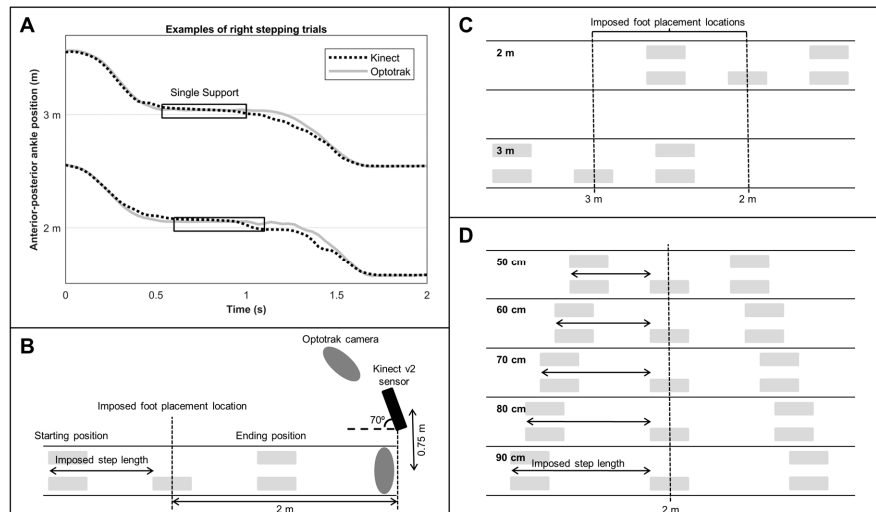 A
Examples of right stepping trials
Kinect
Optotrak
Single Support
3 m
2 m
Anterior-posterior ankle position (m)
0
0.5
1
1.5
2
Time (s)
B
Optotrak camera
Kinect v2
sensor
Imposed foot placement location
70º
0.75 m
Starting position
Ending position
Imposed step length
2 m
C
Imposed foot placement locations
2 m
3 m
3 m
2 m
D
50 cm
60 cm
70 cm
80 cm
90 cm
Imposed step length
2 m